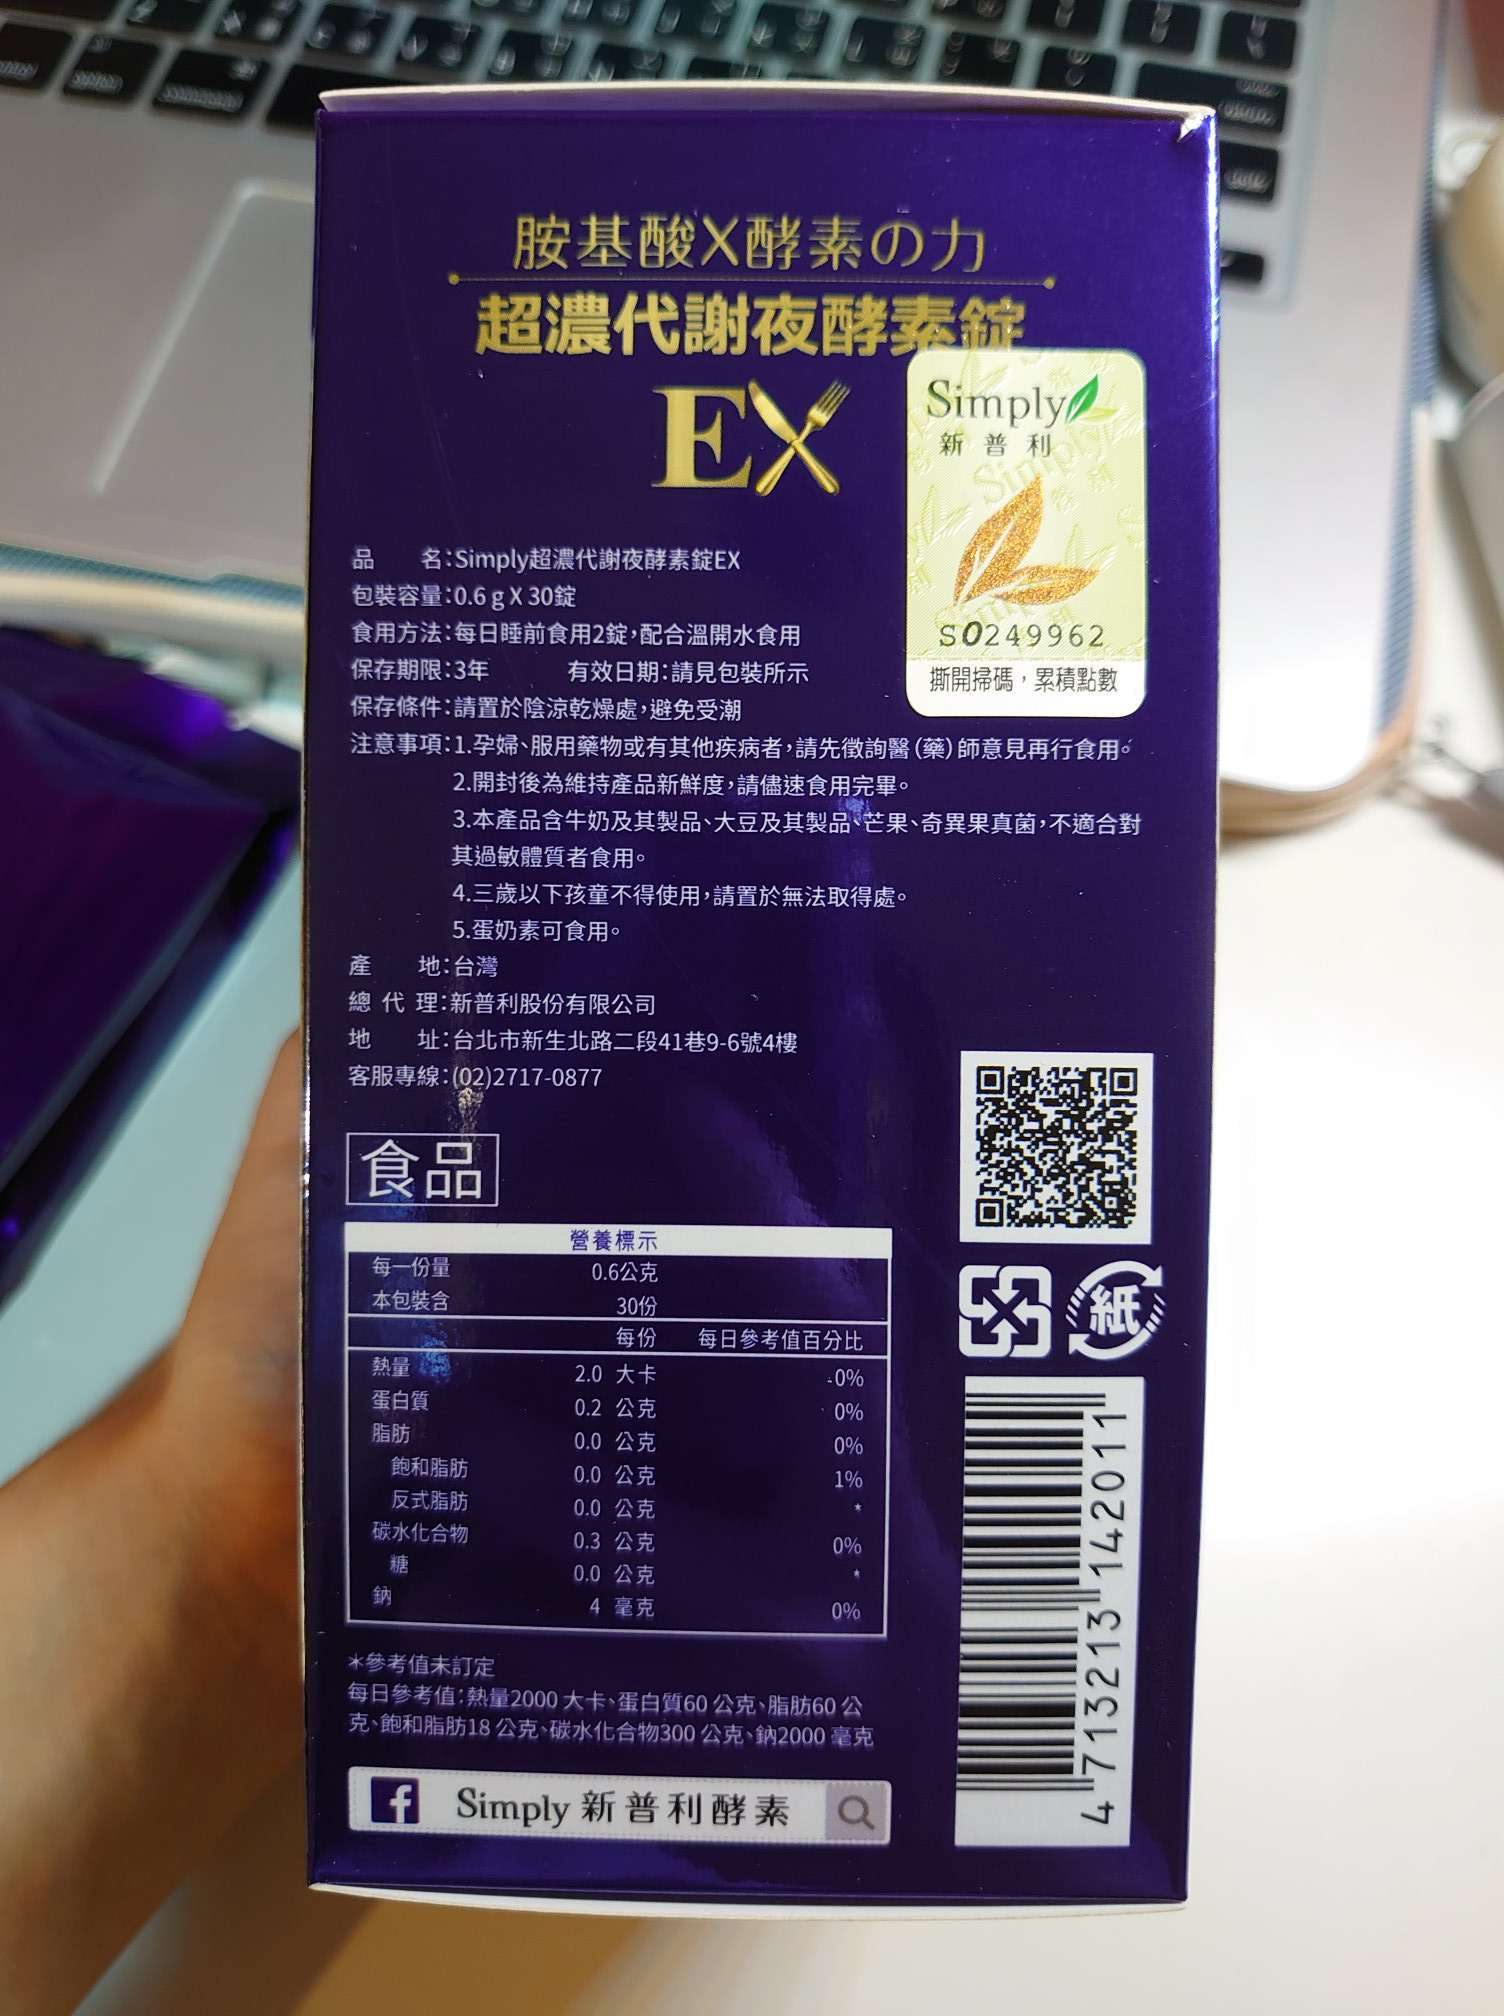 胺基酸X酵素の力
超濃代謝夜酵素錠
EX
Simply
新普利
S0249962
撕開掃碼，累積點數
品　　名：Simply超濃代謝夜酵素錠EX
包裝容量：0.6 g X 30錠
食用方法：每日睡前食用2錠，配合溫開水食用
保存期限：3年　　有效日期：請見包裝所示
保存條件：請置於陰涼乾燥處，避免受潮
注意事項：1.孕婦、服用藥物或有其他疾病者，請先徵詢醫(藥)師意見再行食用。
2.開封後為維持產品新鮮度，請儘速食用完畢。
3.本產品含牛奶及其製品、大豆及其製品、芒果、奇異果真菌，不適合對
其過敏體質者食用。
4.三歲以下孩童不得使用，請置於無法取得處。
5.蛋奶素可食用。
產　　地：台灣
總 代 理：新普利股份有限公司
地　　址：台北市新生北路二段41巷9-6號4樓
客服專線：(02)2717-0877
食品
營養標示
每一份量 0.6公克
本包裝含 30份
每份 每日參考值百分比
熱量 2.0 大卡 0%
蛋白質 0.2 公克 0%
脂肪 0.0 公克 0%
飽和脂肪 0.0 公克 1%
反式脂肪 0.0 公克 *
碳水化合物 0.3 公克 0%
糖 0.0 公克 *
鈉 4 毫克 0%
＊參考值未訂定
每日參考值：熱量2000 大卡、蛋白質60 公克、脂肪60 公
克、飽和脂肪18 公克、碳水化合物300 公克、鈉2000 毫克
f Simply 新普利酵素
紙
4 713213 142011